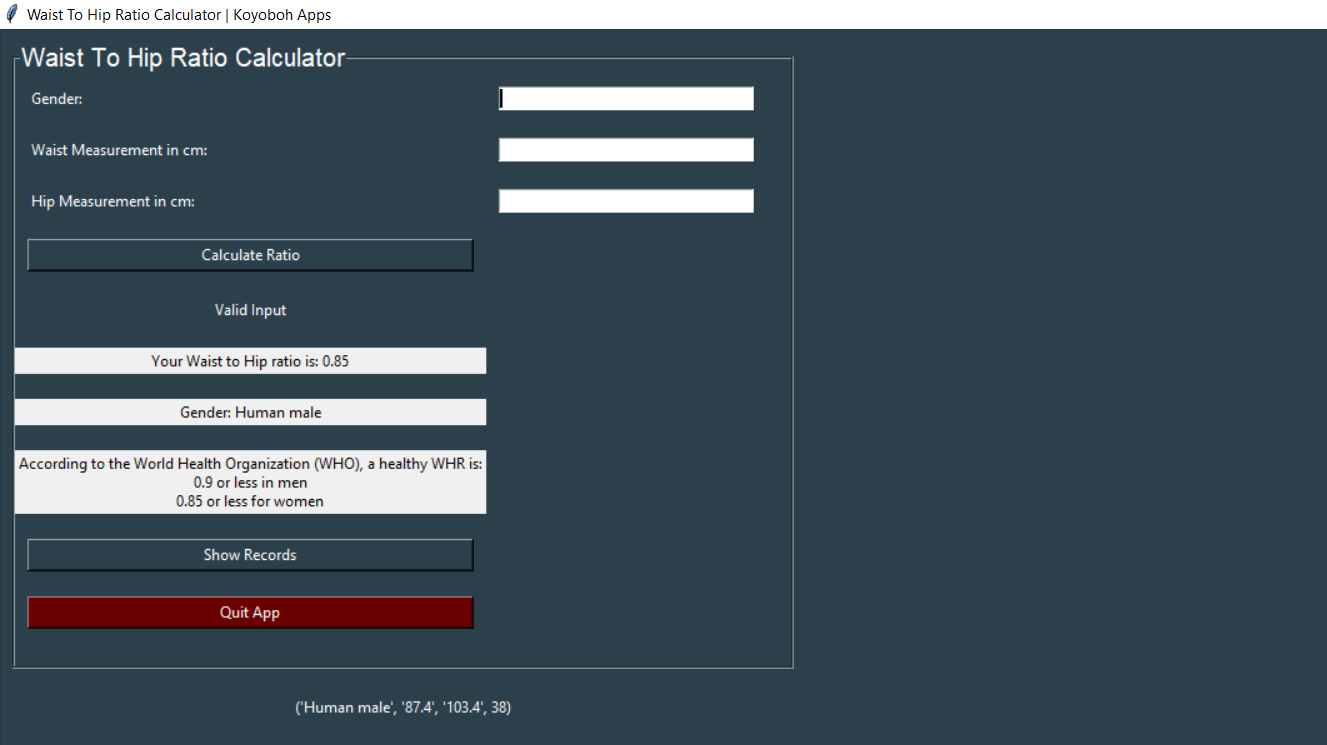 Waist To Hip Ratio Calculator | Koyoboh Apps
Waist To Hip Ratio Calculator
Gender:
Waist Measurement in cm:
Hip Measurement in cm:
Calculate Ratio
Valid Input
Your Waist to Hip ratio is: 0.85
Gender: Human male
According to the World Health Organization (WHO), a healthy WHR is:
0.9 or less in men
0.85 or less for women
Show Records
Quit App
('Human male', '87.4', '103.4', 38)